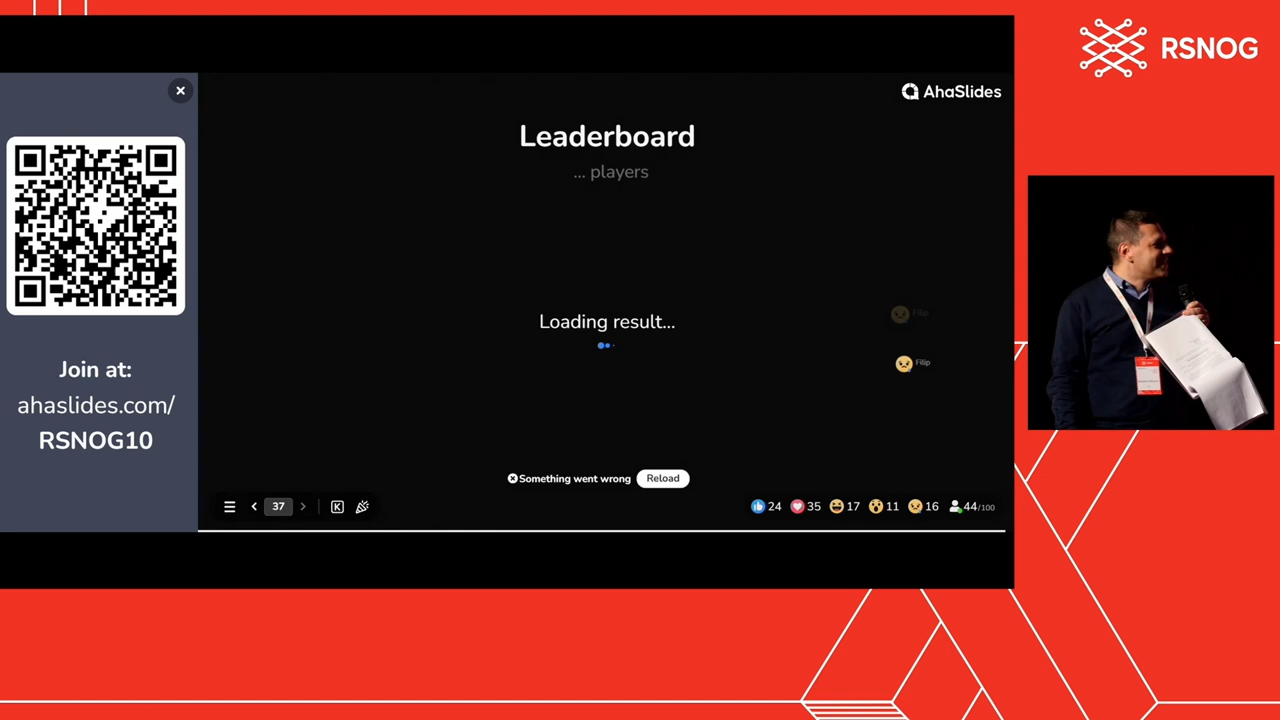 RSNOG
AhaSlides
Leaderboard
... players
Loading result...
Filip
Filip
Something went wrong
Reload
Join at:
ahaslides.com/
RSNOG10
37
K
24
35
17
11
16
44/100